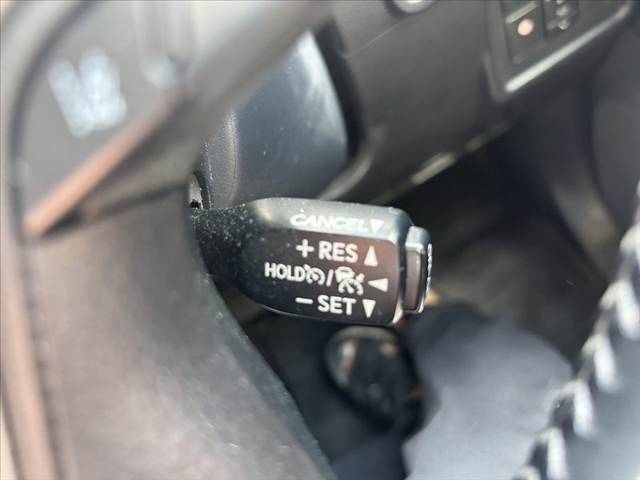 CANCEL
+ RES
HOLD /
− SET